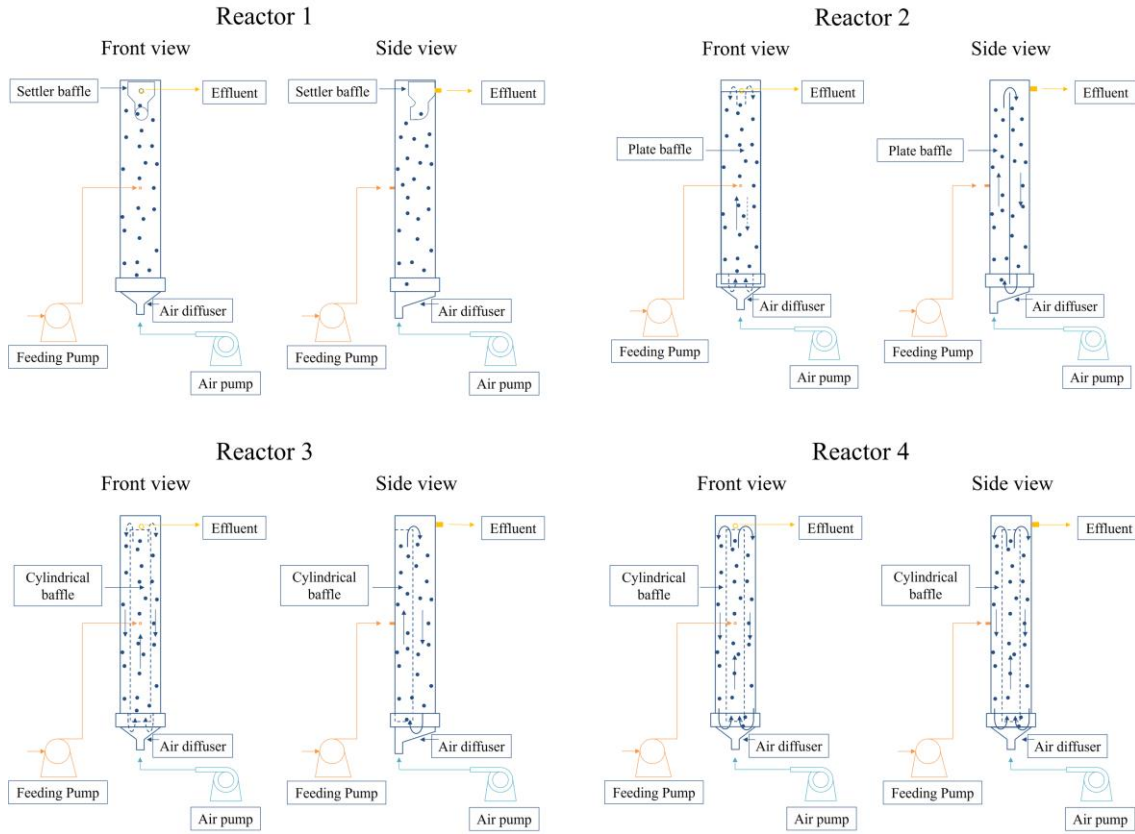 Reactor 1
Front view
Side view
Settler baffle
Effluent
Settler baffle
Effluent
Air diffuser
Air diffuser
Feeding Pump
Air pump
Feeding Pump
Air pump
Reactor 2
Front view
Side view
Effluent
Effluent
Plate baffle
Plate baffle
Air diffuser
Air diffuser
Feeding Pump
Air pump
Feeding Pump
Air pump
Reactor 3
Front view
Side view
Effluent
Effluent
Cylindrical
baffle
Cylindrical
baffle
Air diffuser
Air diffuser
Feeding Pump
Air pump
Feeding Pump
Air pump
Reactor 4
Front view
Side view
Effluent
Effluent
Cylindrical
baffle
Cylindrical
baffle
Air diffuser
Air diffuser
Feeding Pump
Air pump
Feeding Pump
Air pump